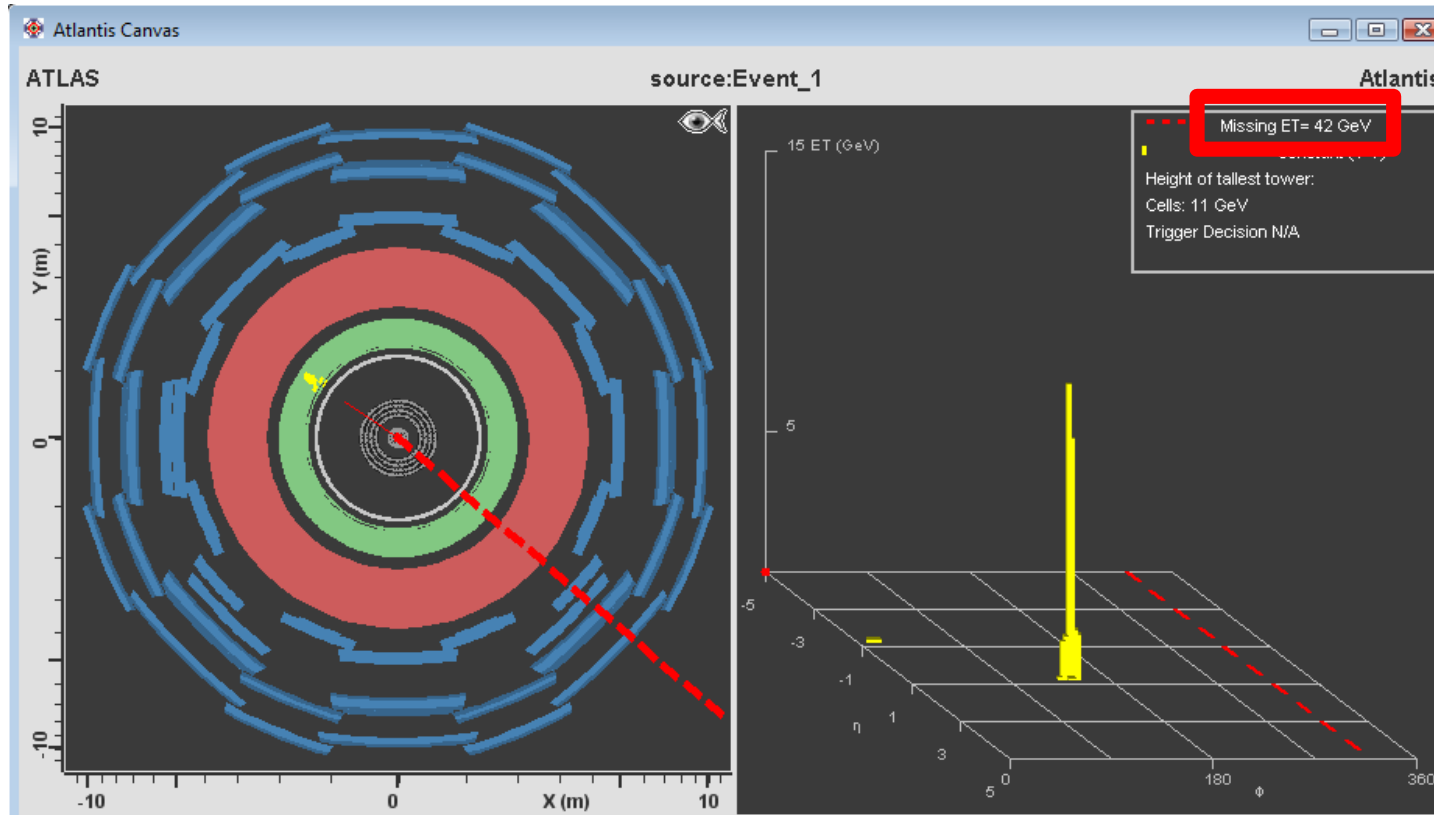 Atlantis Canvas
ATLAS
source:Event_1
Atlantis
10
Y (m)
0
-10
-10
0
X (m)
10
15 ET (GeV)
5
-5
-3
-1
η
1
3
5
0
180
Φ
360
Missing ET= 42 GeV
Height of tallest tower:
Cells: 11 GeV
Trigger Decision N/A